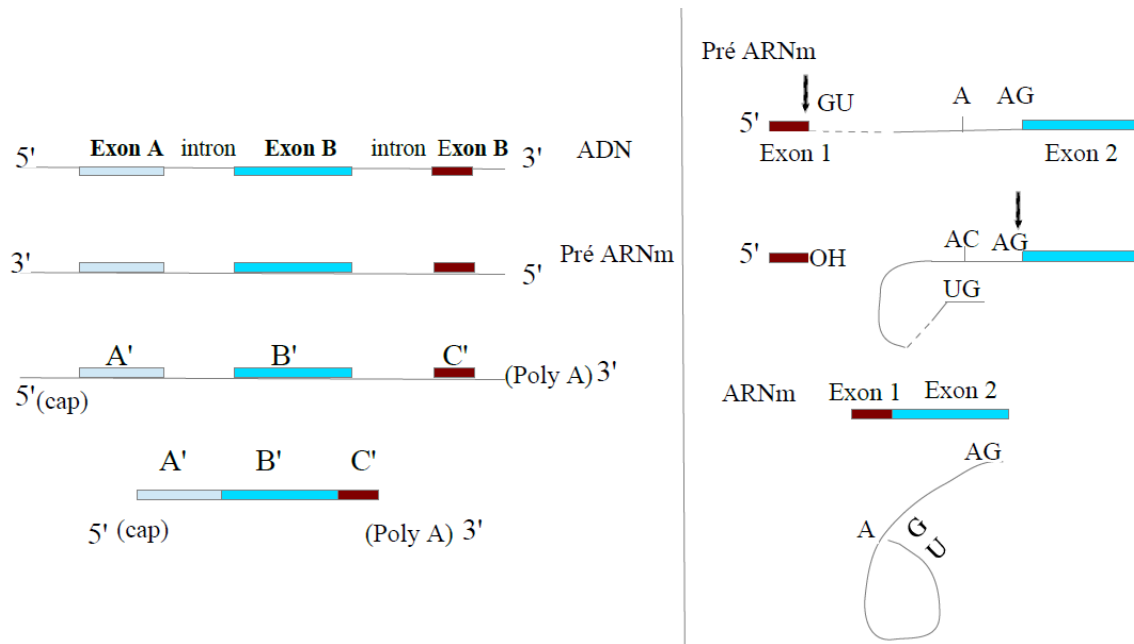 5' Exon A intron Exon B intron Exon B 3' ADN
3' 5' Pré ARNm
A' B' C'
5' (cap) (Poly A) 3'
A' B' C'
5' (cap) (Poly A) 3'
Pré ARNm
GU A AG
5'
Exon 1 Exon 2
AC AG
5' OH
UG
ARNm Exon 1 Exon 2
AG
A G
U